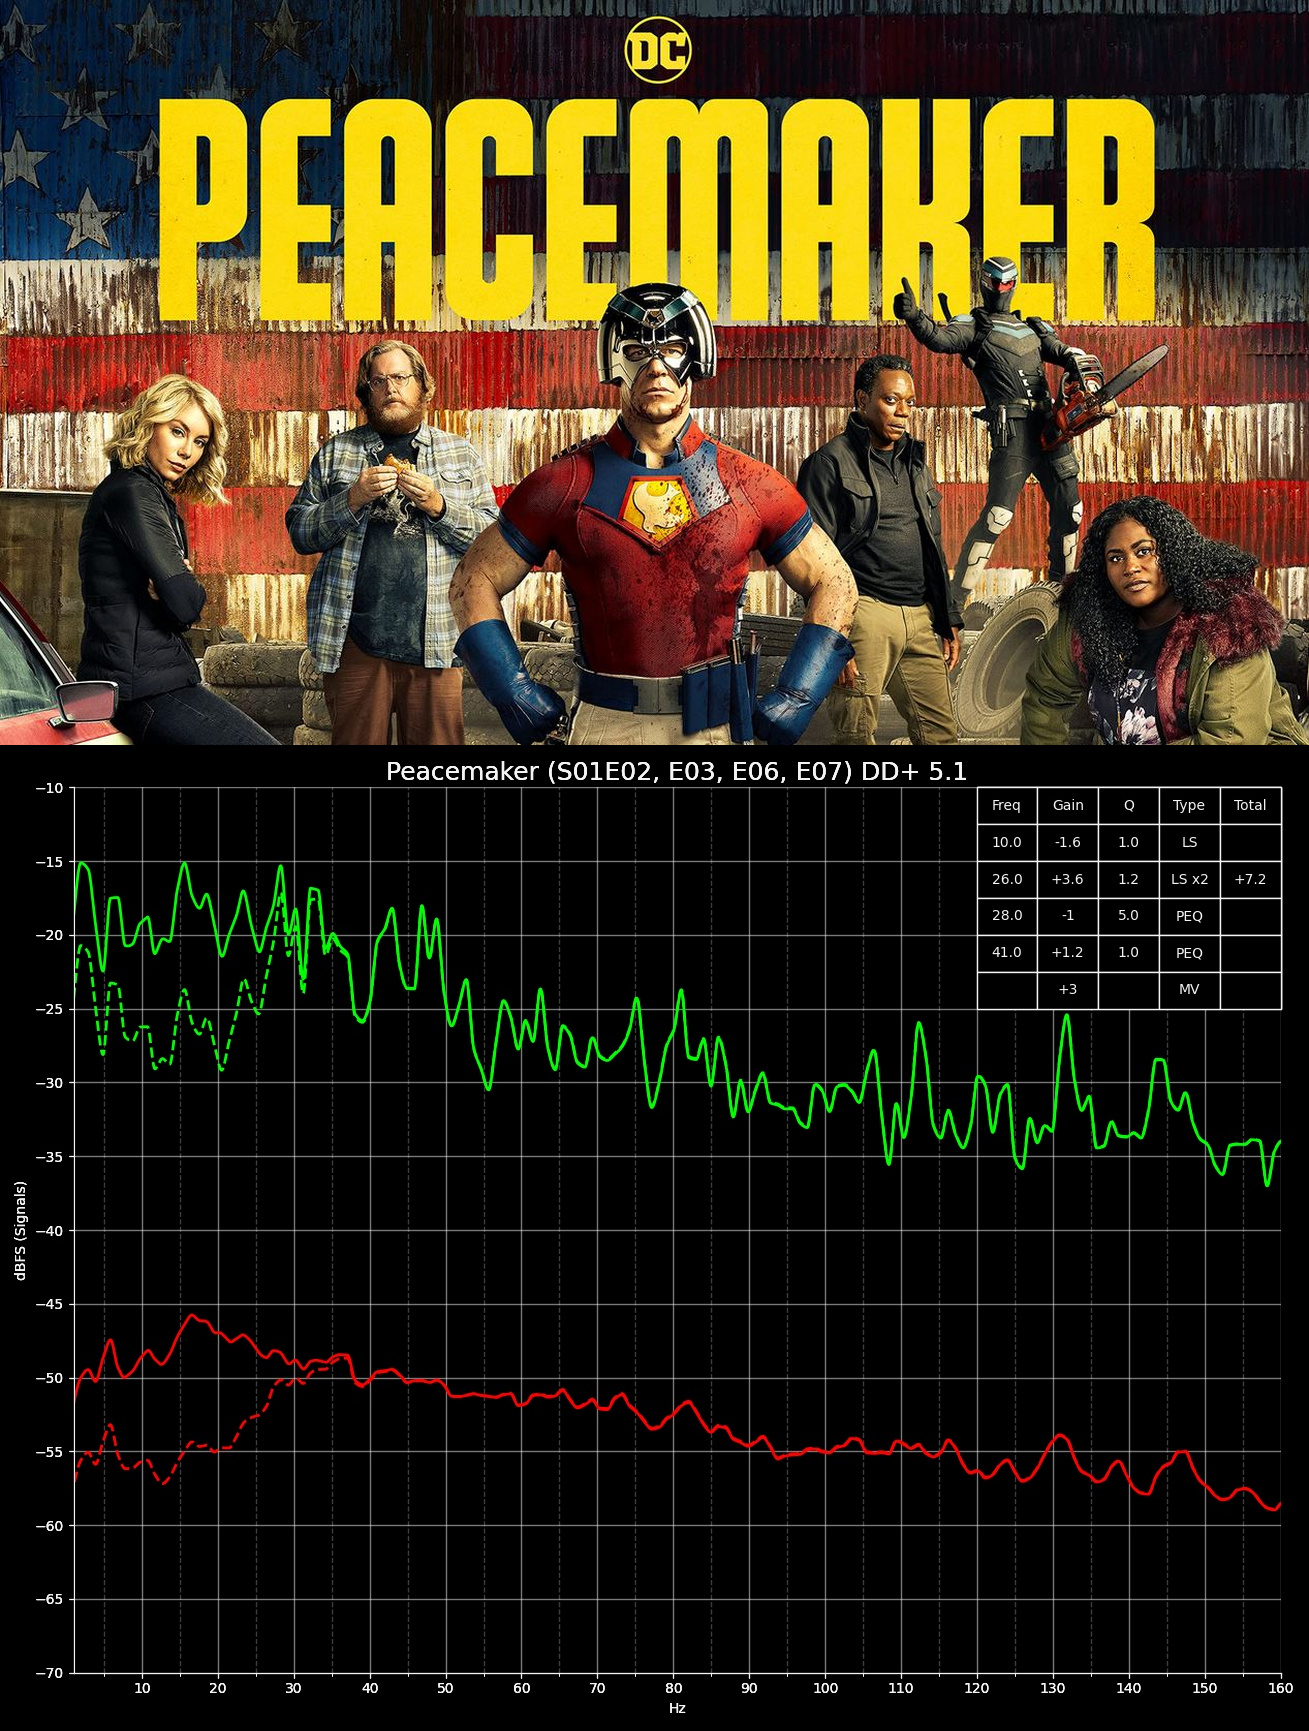 DC
PEACEMAKER
Peacemaker (S01E02, E03, E06, E07) DD+ 5.1
Freq Gain Q Type Total
10.0 -1.6 1.0 LS
26.0 +3.6 1.2 LS x2 +7.2
28.0 -1 5.0 PEQ
41.0 +1.2 1.0 PEQ
+3 MV
−10
−15
−20
−25
−30
−35
−40
−45
−50
−55
−60
−65
−70
dBFS (Signals)
10 20 30 40 50 60 70 80 90 100 110 120 130 140 150 160
Hz